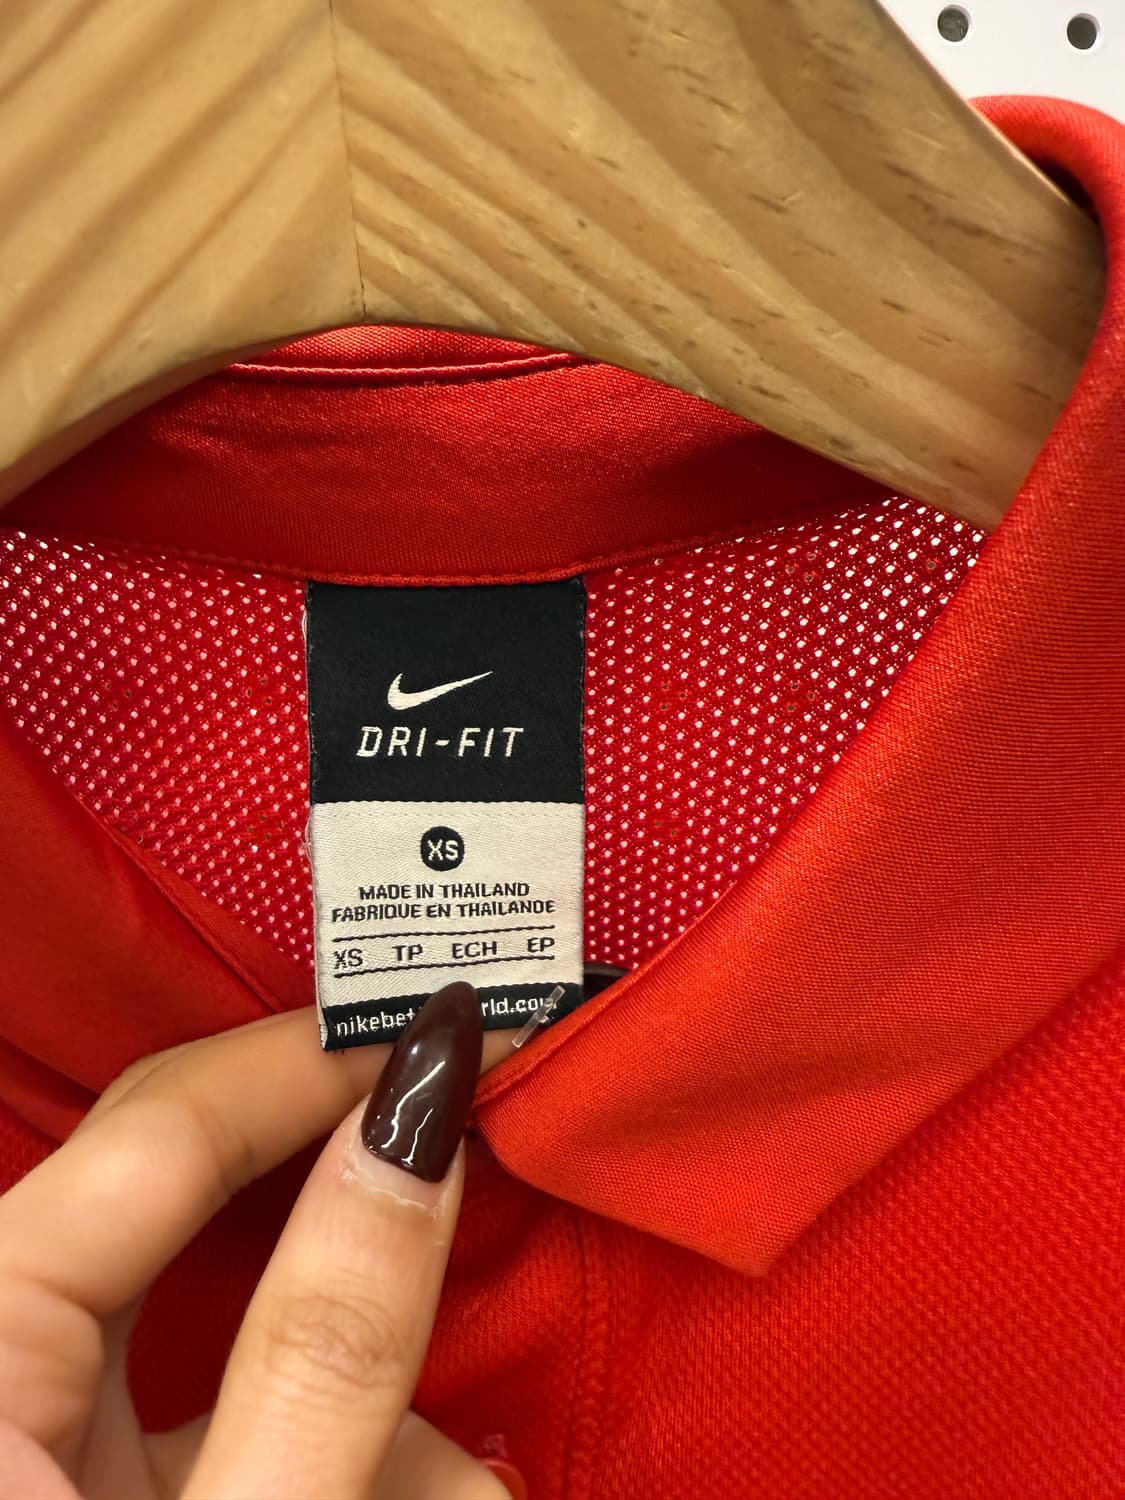 DRI-FIT
XS
MADE IN THAILAND
FABRIQUE EN THAILANDE
XS TP ECH EP